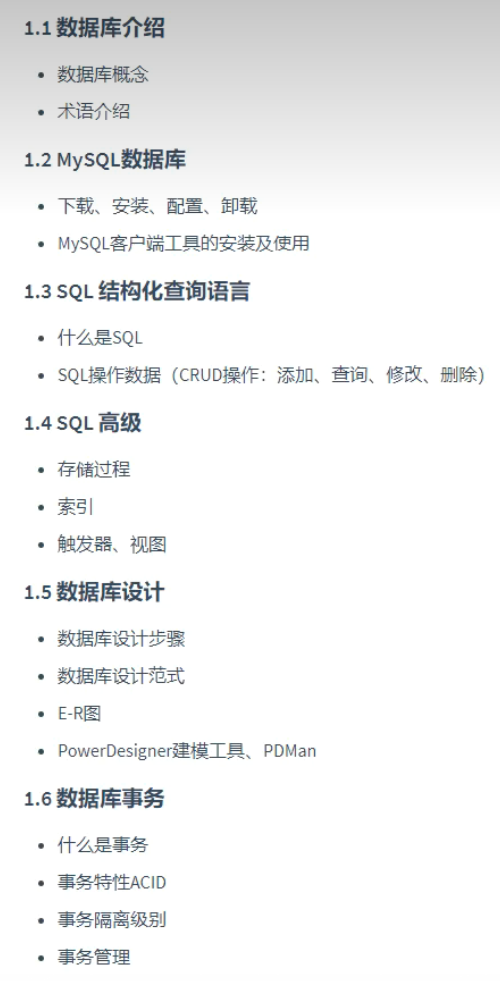 1.1 数据库介绍
数据库概念
术语介绍
1.2 MySQL数据库
下载、安装、配置、卸载
MySQL客户端工具的安装及使用
1.3 SQL 结构化查询语言
什么是SQL
SQL操作数据（CRUD操作：添加、查询、修改、删除）
1.4 SQL 高级
存储过程
索引
触发器、视图
1.5 数据库设计
数据库设计步骤
数据库设计范式
E-R图
PowerDesigner建模工具、PDMan
1.6 数据库事务
什么是事务
事务特性ACID
事务隔离级别
事务管理